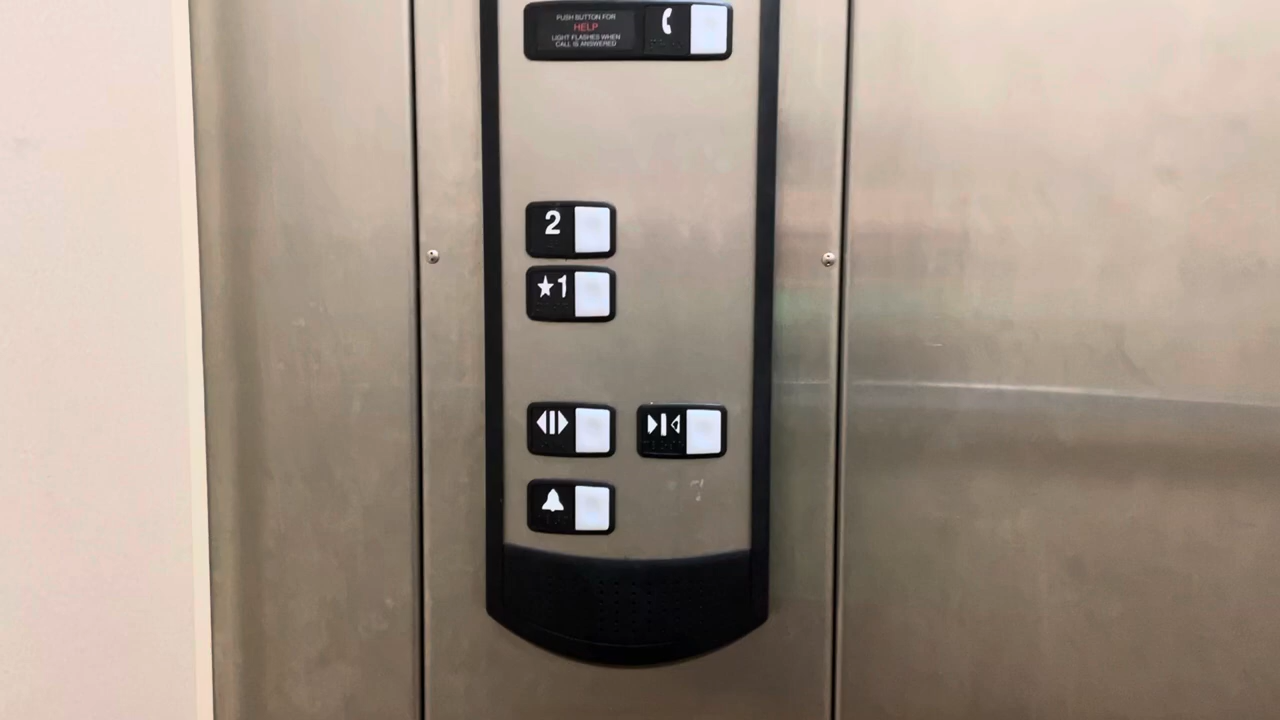 PUSH BUTTON FOR
HELP
LIGHT FLASHES WHEN
CALL IS ANSWERED
2
★1